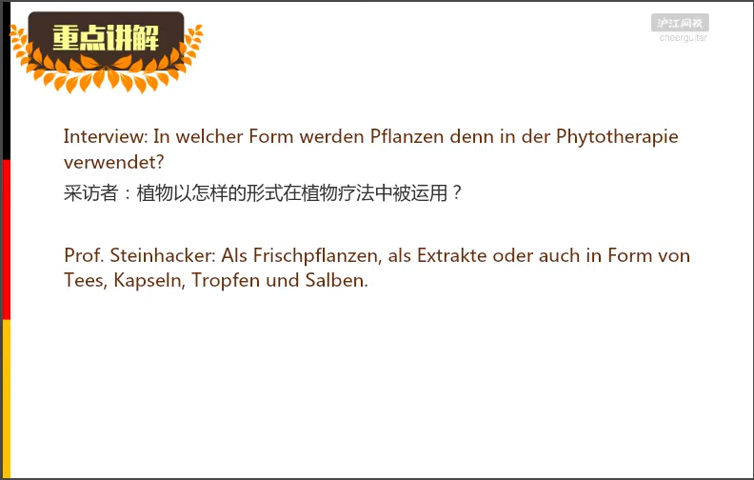 重点讲解
沪江网校
cheerguitar
Interview: In welcher Form werden Pflanzen denn in der Phytotherapie
verwendet?
采访者：植物以怎样的形式在植物疗法中被运用？
Prof. Steinhacker: Als Frischpflanzen, als Extrakte oder auch in Form von
Tees, Kapseln, Tropfen und Salben.